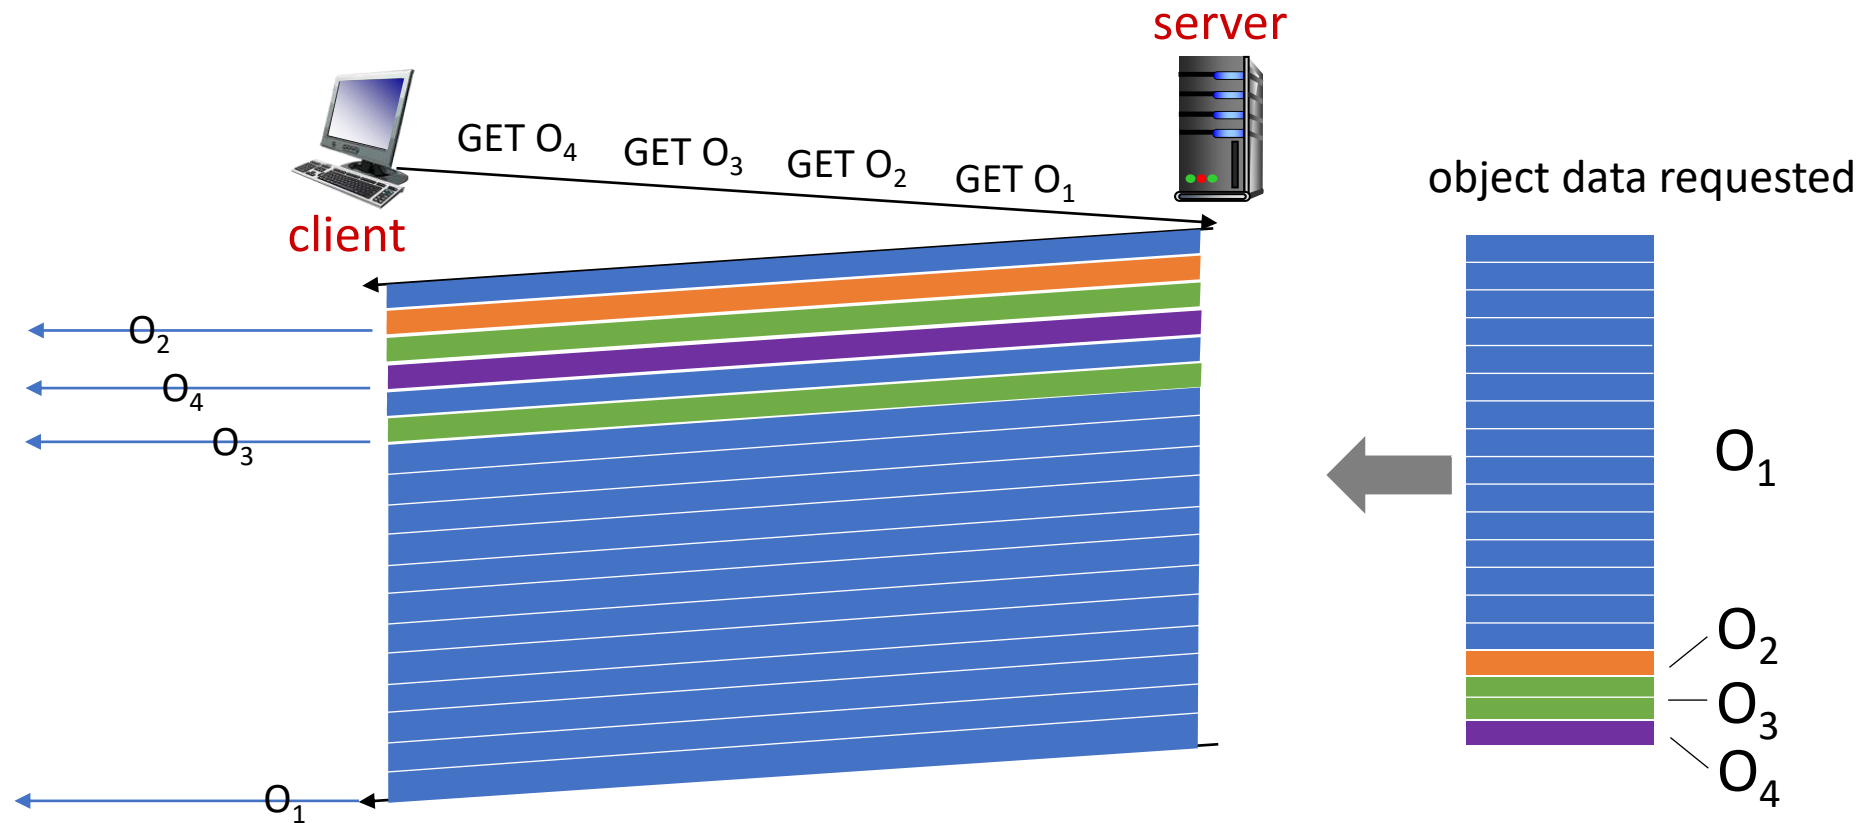 server
GET O₄
GET O₃
GET O₂
GET O₁
object data requested
client
O₂
O₄
O₃
O₁
O₁
O₂
O₃
O₄